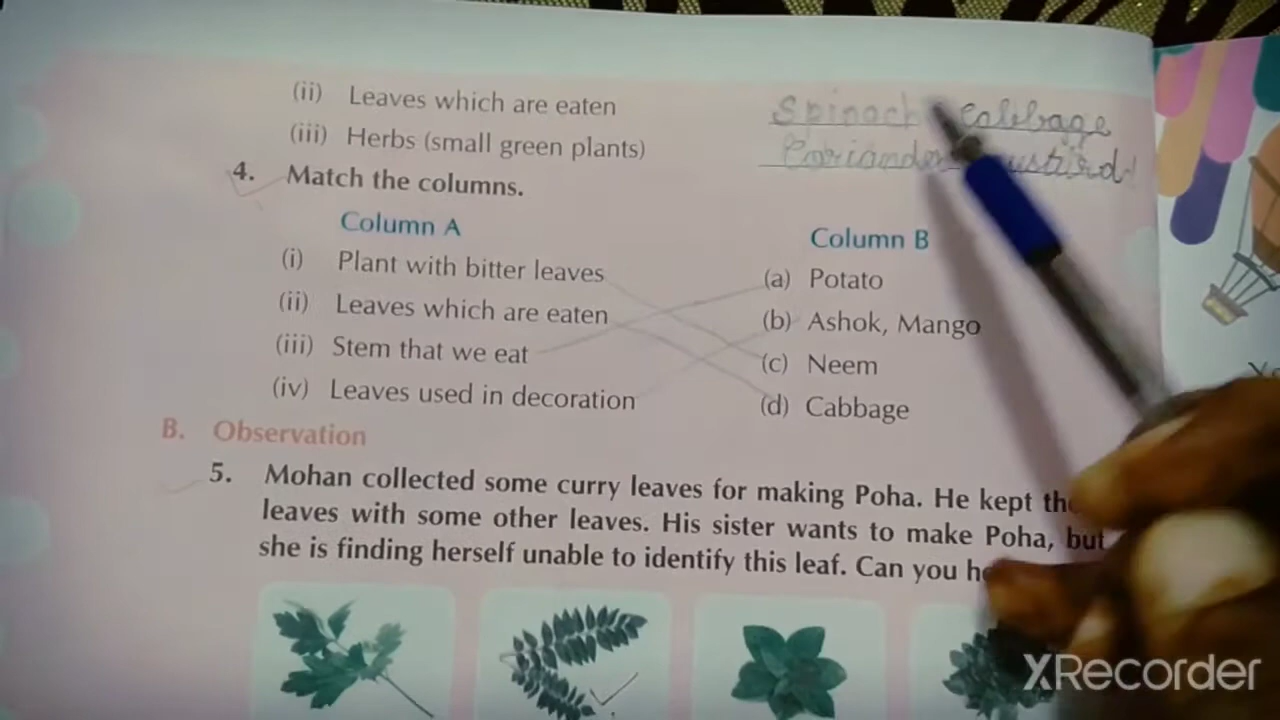 (ii) Leaves which are eaten Spinach cabbage
(iii) Herbs (small green plants) Coriander
4. Match the columns.
Column A Column B
(i) Plant with bitter leaves (a) Potato
(ii) Leaves which are eaten (b) Ashok, Mango
(iii) Stem that we eat (c) Neem
(iv) Leaves used in decoration (d) Cabbage
B. Observation
5. Mohan collected some curry leaves for making Poha. He kept
leaves with some other leaves. His sister wants to make Poha, but
she is finding herself unable to identify this leaf. Can you
XRecorder